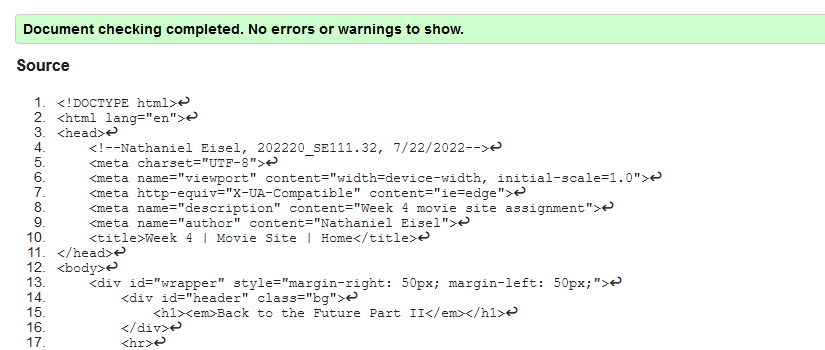 Document checking completed. No errors or warnings to show.
Source
1. <!DOCTYPE html>↩
2. <html lang="en">↩
3. <head>↩
4. <!--Nathaniel Eisel, 202220_SE111.32, 7/22/2022-->↩
5. <meta charset="UTF-8">↩
6. <meta name="viewport" content="width=device-width, initial-scale=1.0">↩
7. <meta http-equiv="X-UA-Compatible" content="ie=edge">↩
8. <meta name="description" content="Week 4 movie site assignment">↩
9. <meta name="author" content="Nathaniel Eisel">↩
10. <title>Week 4 | Movie Site | Home</title>↩
11. </head>↩
12. <body>↩
13. <div id="wrapper" style="margin-right: 50px; margin-left: 50px;">↩
14. <div id="header" class="bg">↩
15. <h1><em>Back to the Future Part II</em></h1>↩
16. </div>↩
17. <hr>↩